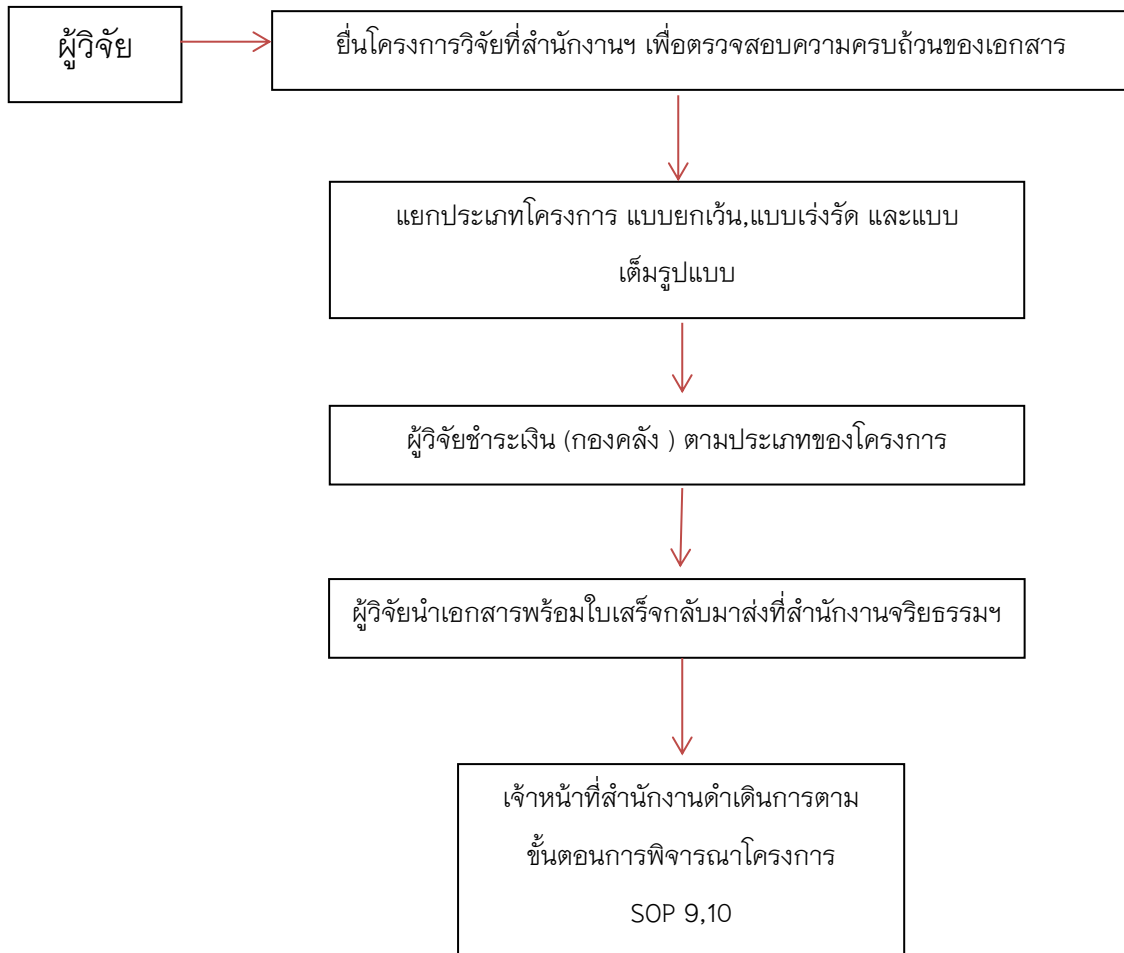 ผู้วิจัย
ยื่นโครงการวิจัยที่สำนักงานฯ เพื่อตรวจสอบความครบถ้วนของเอกสาร
แยกประเภทโครงการ แบบยกเว้น,แบบเร่งรัด และแบบ
เต็มรูปแบบ
ผู้วิจัยชำระเงิน (กองคลัง ) ตามประเภทของโครงการ
ผู้วิจัยนำเอกสารพร้อมใบเสร็จกลับมาส่งที่สำนักงานจริยธรรมฯ
เจ้าหน้าที่สำนักงานดำเดินการตาม
ขั้นตอนการพิจารณาโครงการ
SOP 9,10